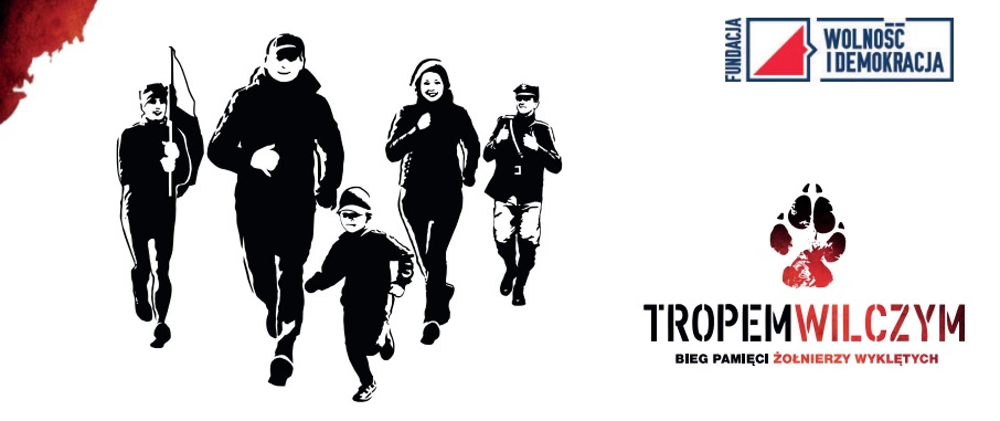 FUNDACJA
WOLNOŚĆ
I DEMOKRACJA
TROPEMWILCZYM
BIEG PAMIĘCI ŻOŁNIERZY WYKLĘTYCH